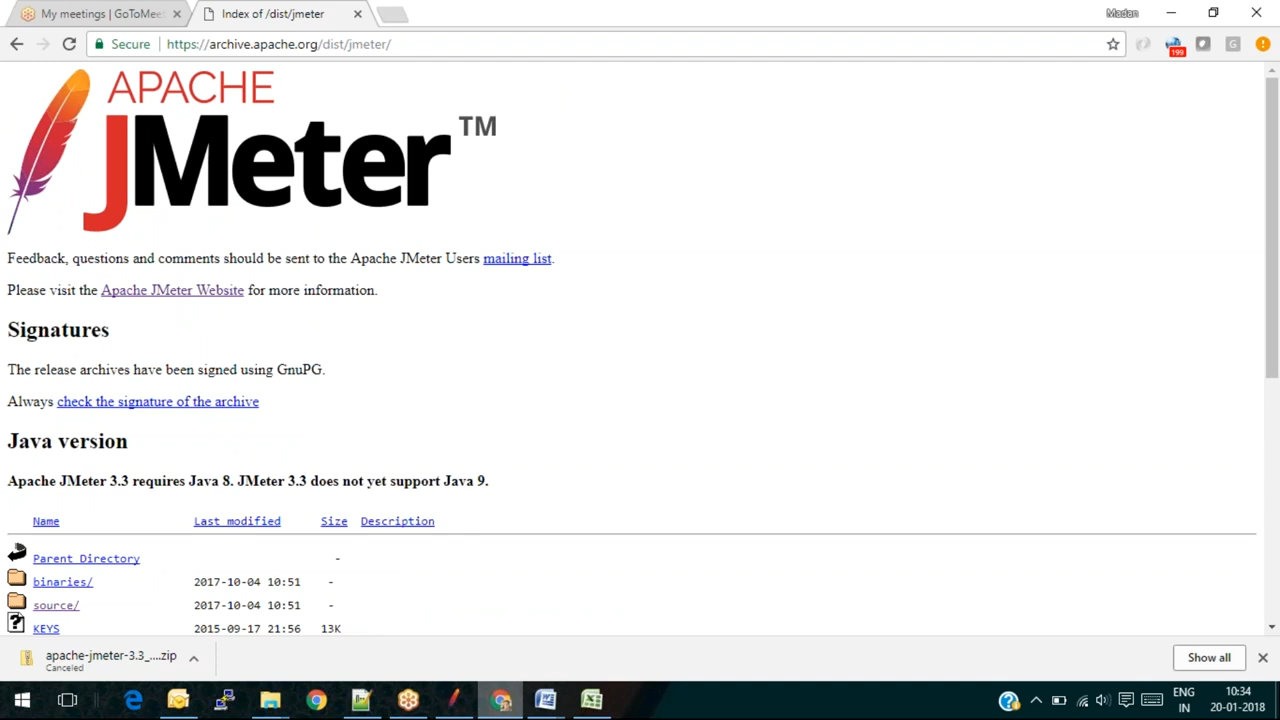 My meetings | GoToMee
Index of /dist/jmeter
Madan
Secure
https://archive.apache.org/dist/jmeter/
199
G
APACHE
JMeter TM
Feedback, questions and comments should be sent to the Apache JMeter Users mailing list.
Please visit the Apache JMeter Website for more information.
Signatures
The release archives have been signed using GnuPG.
Always check the signature of the archive
Java version
Apache JMeter 3.3 requires Java 8. JMeter 3.3 does not yet support Java 9.
Name Last modified Size Description
Parent Directory -
binaries/ 2017-10-04 10:51 -
source/ 2017-10-04 10:51 -
KEYS 2015-09-17 21:56 13K
apache-jmeter-3.3_....zip
Canceled
Show all
ENG 10:34
IN 20-01-2018